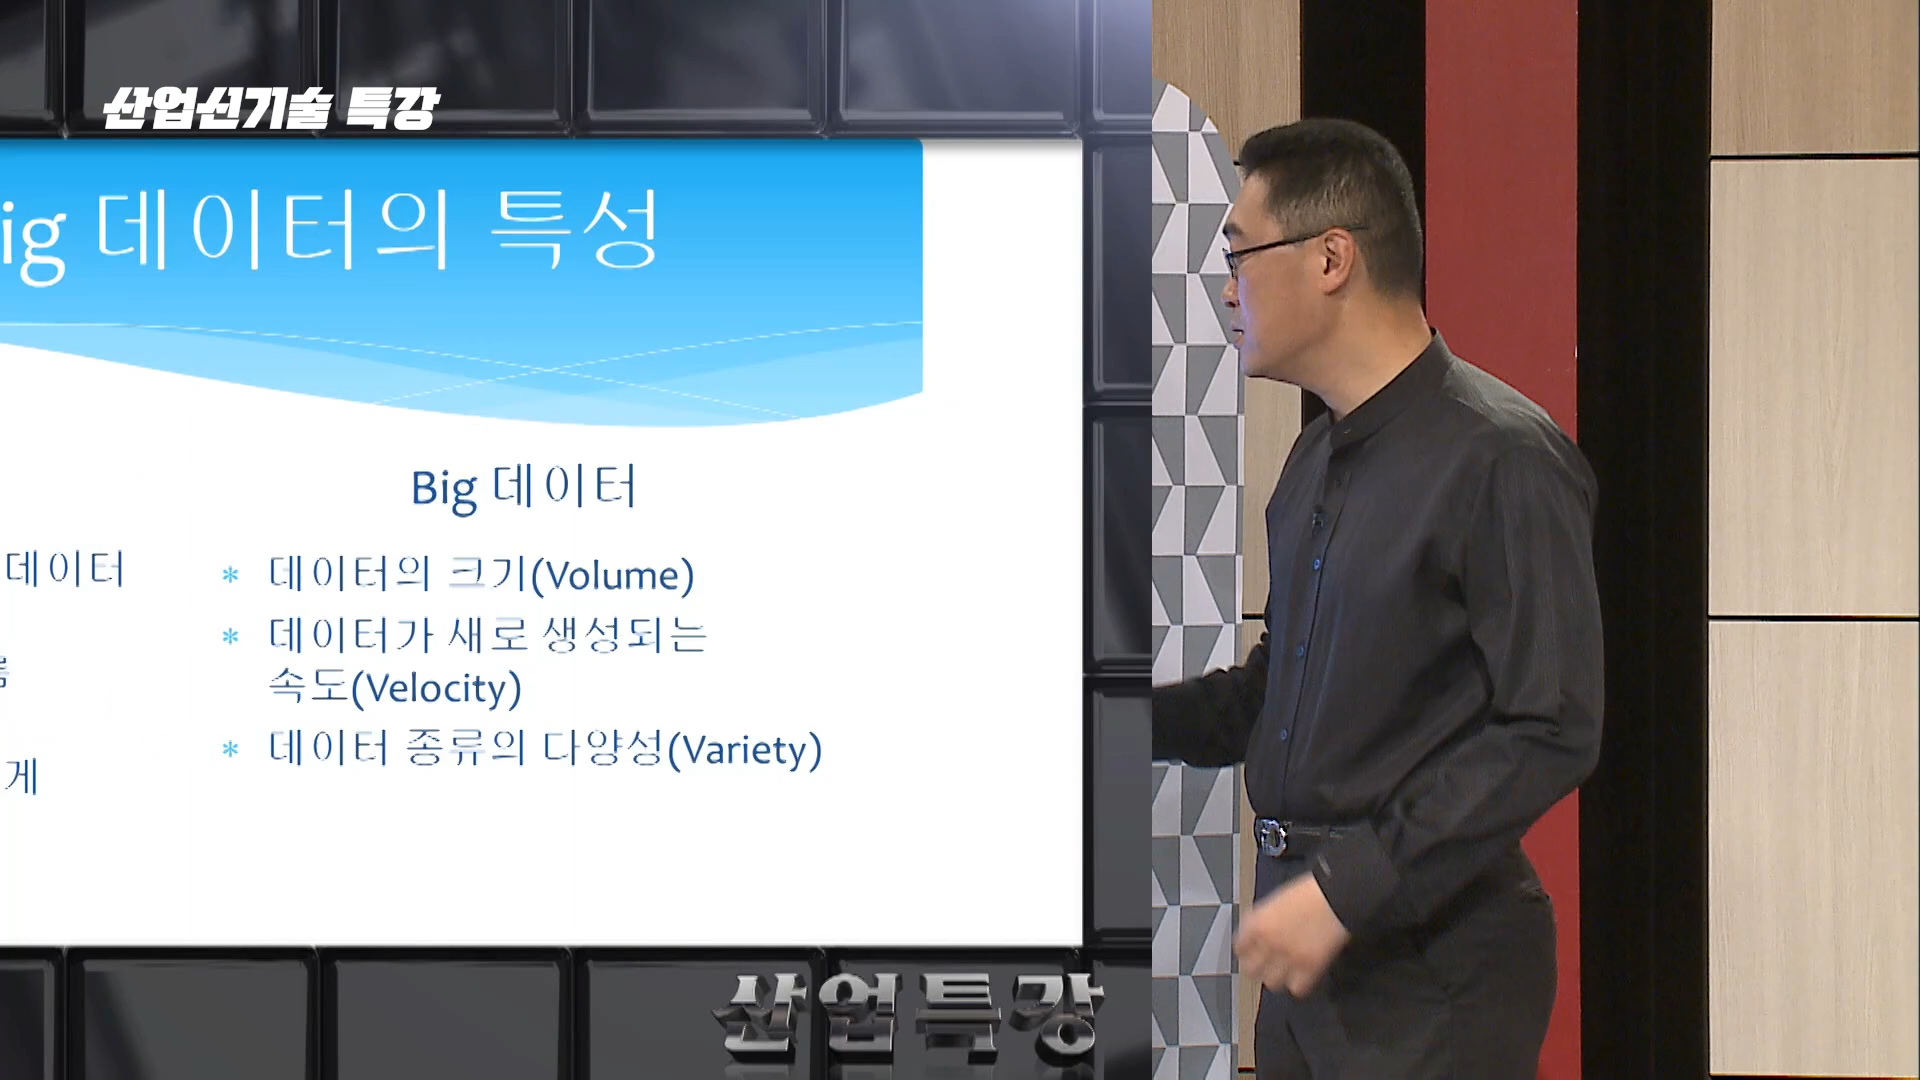 산업신기술 특강
ig 데이터의 특성
Big 데이터
데이터
* 데이터의 크기(Volume)
* 데이터가 새로 생성되는
속도(Velocity)
* 데이터 종류의 다양성(Variety)
게
산업특강